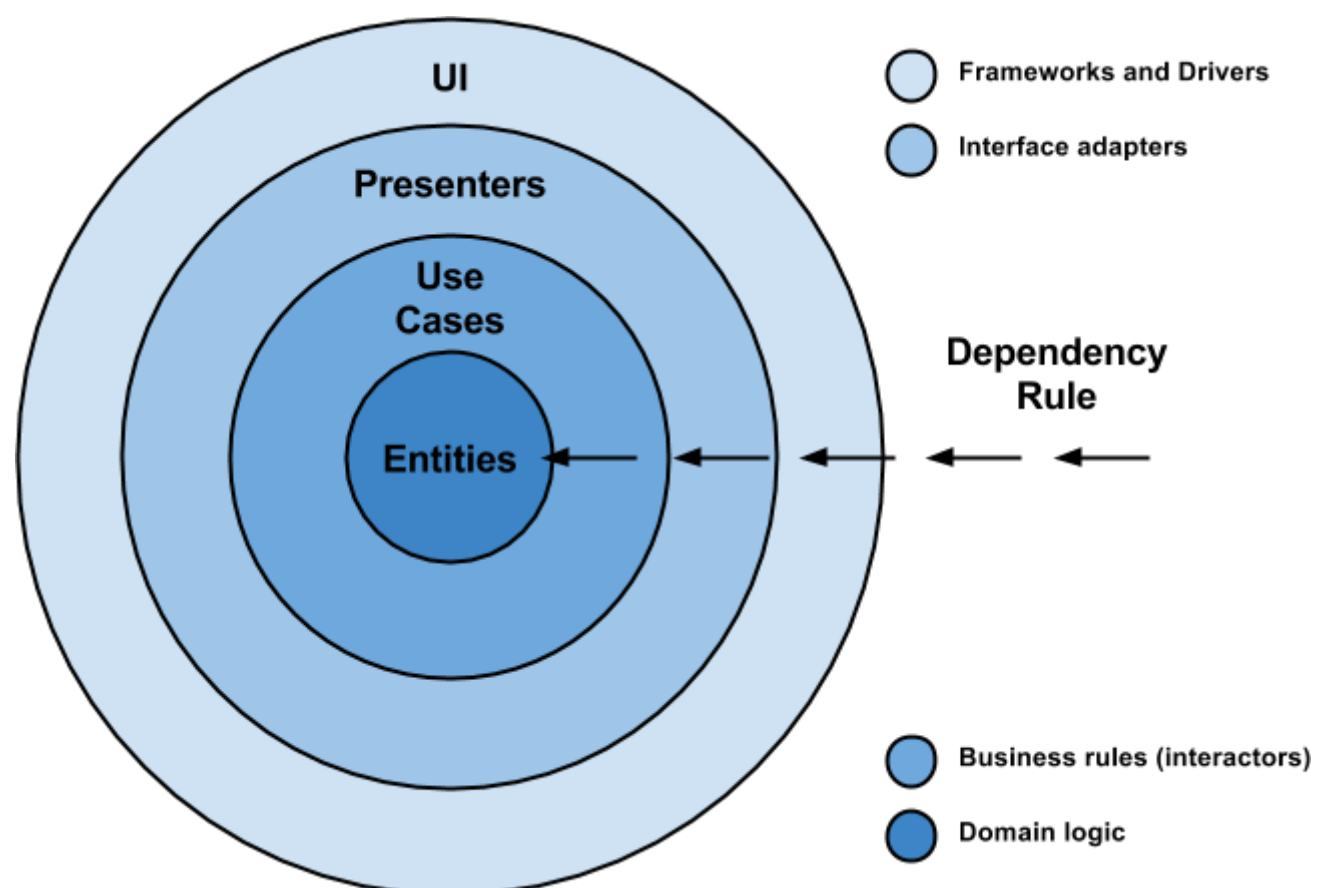 UI
Presenters
Use
Cases
Entities
Frameworks and Drivers
Interface adapters
Dependency
Rule
Business rules (interactors)
Domain logic